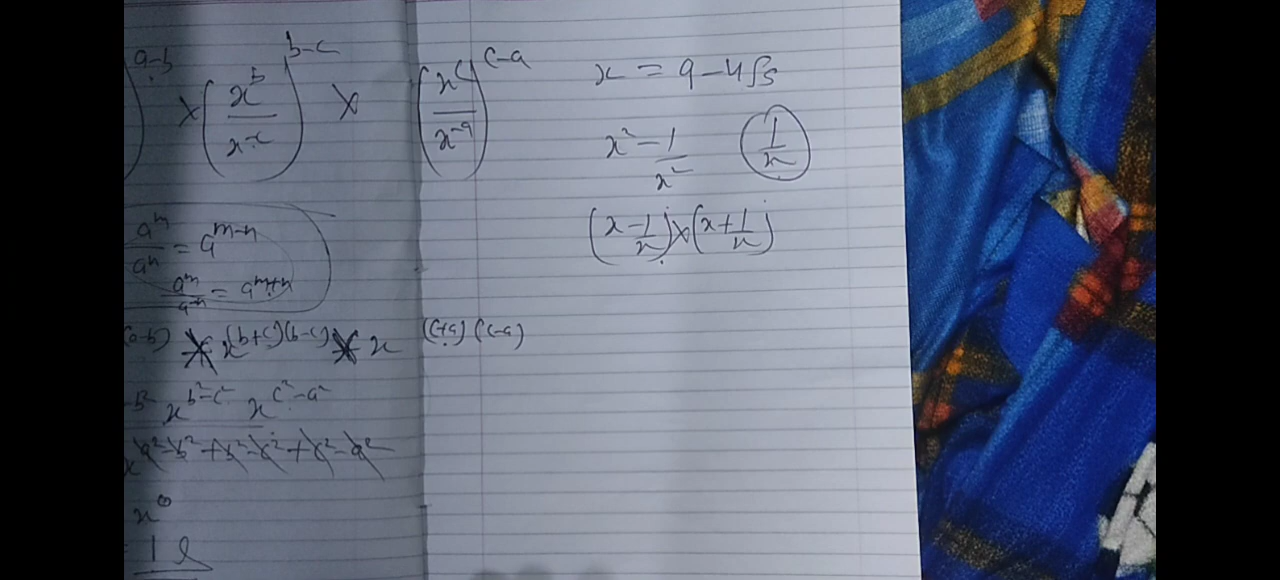 )^(a-b) × (x^b / x^-c)^(b-c) × (x^c / x^-a)^(c-a)
a^m / a^n = a^(m-n)
a^m / a^-n = a^(m+n)
(a-b) x^(b+c)(b-c) x^(c+a)(c-a)
b² x^(b²-c²) x^(c²-a²)
x^(a²-b²+b²-c²+c²-a²)
x^0
1
x = 9-4√5
x² - 1/x² 1/x
(x - 1/x) × (x + 1/x)